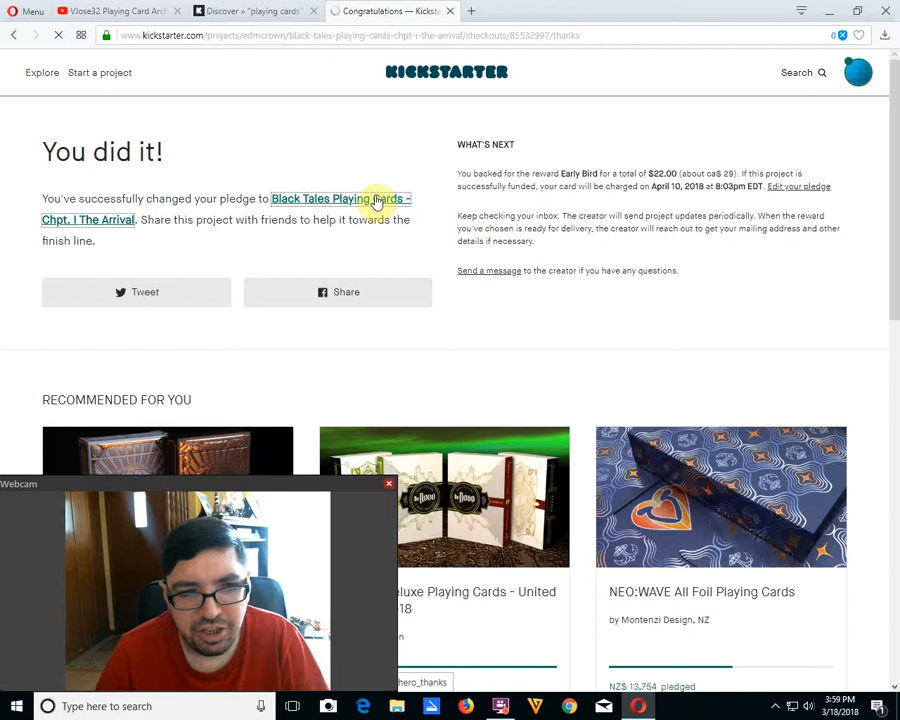 Menu
VJose32 Playing Card Arch
Discover » "playing cards"
Congratulations — Kickst
0
www.kickstarter.com/projects/edmcrown/black-tales-playing-cards-chpt-i-the-arrival/checkouts/85532997/thanks
Explore
Start a project
KICKSTARTER
Search
You did it!
You've successfully changed your pledge to Black Tales Playing Cards -
Chpt. I The Arrival. Share this project with friends to help it towards the
finish line.
Tweet
Share
WHAT'S NEXT
You backed for the reward Early Bird for a total of $22.00 (about ca$ 29). If this project is
successfully funded, your card will be charged on April 10, 2018 at 8:03pm EDT. Edit your pledge
Keep checking your inbox. The creator will send project updates periodically. When the reward
you've chosen is ready for delivery, the creator will reach out to get your mailing address and other
details if necessary.
Send a message to the creator if you have any questions.
RECOMMENDED FOR YOU
Webcam
eluxe Playing Cards - United
18
on
NEO:WAVE All Foil Playing Cards
by Montenzi Design, NZ
NZ$ 13,754 pledged
hero_thanks
Type here to search
3:59 PM
3/18/2018
1